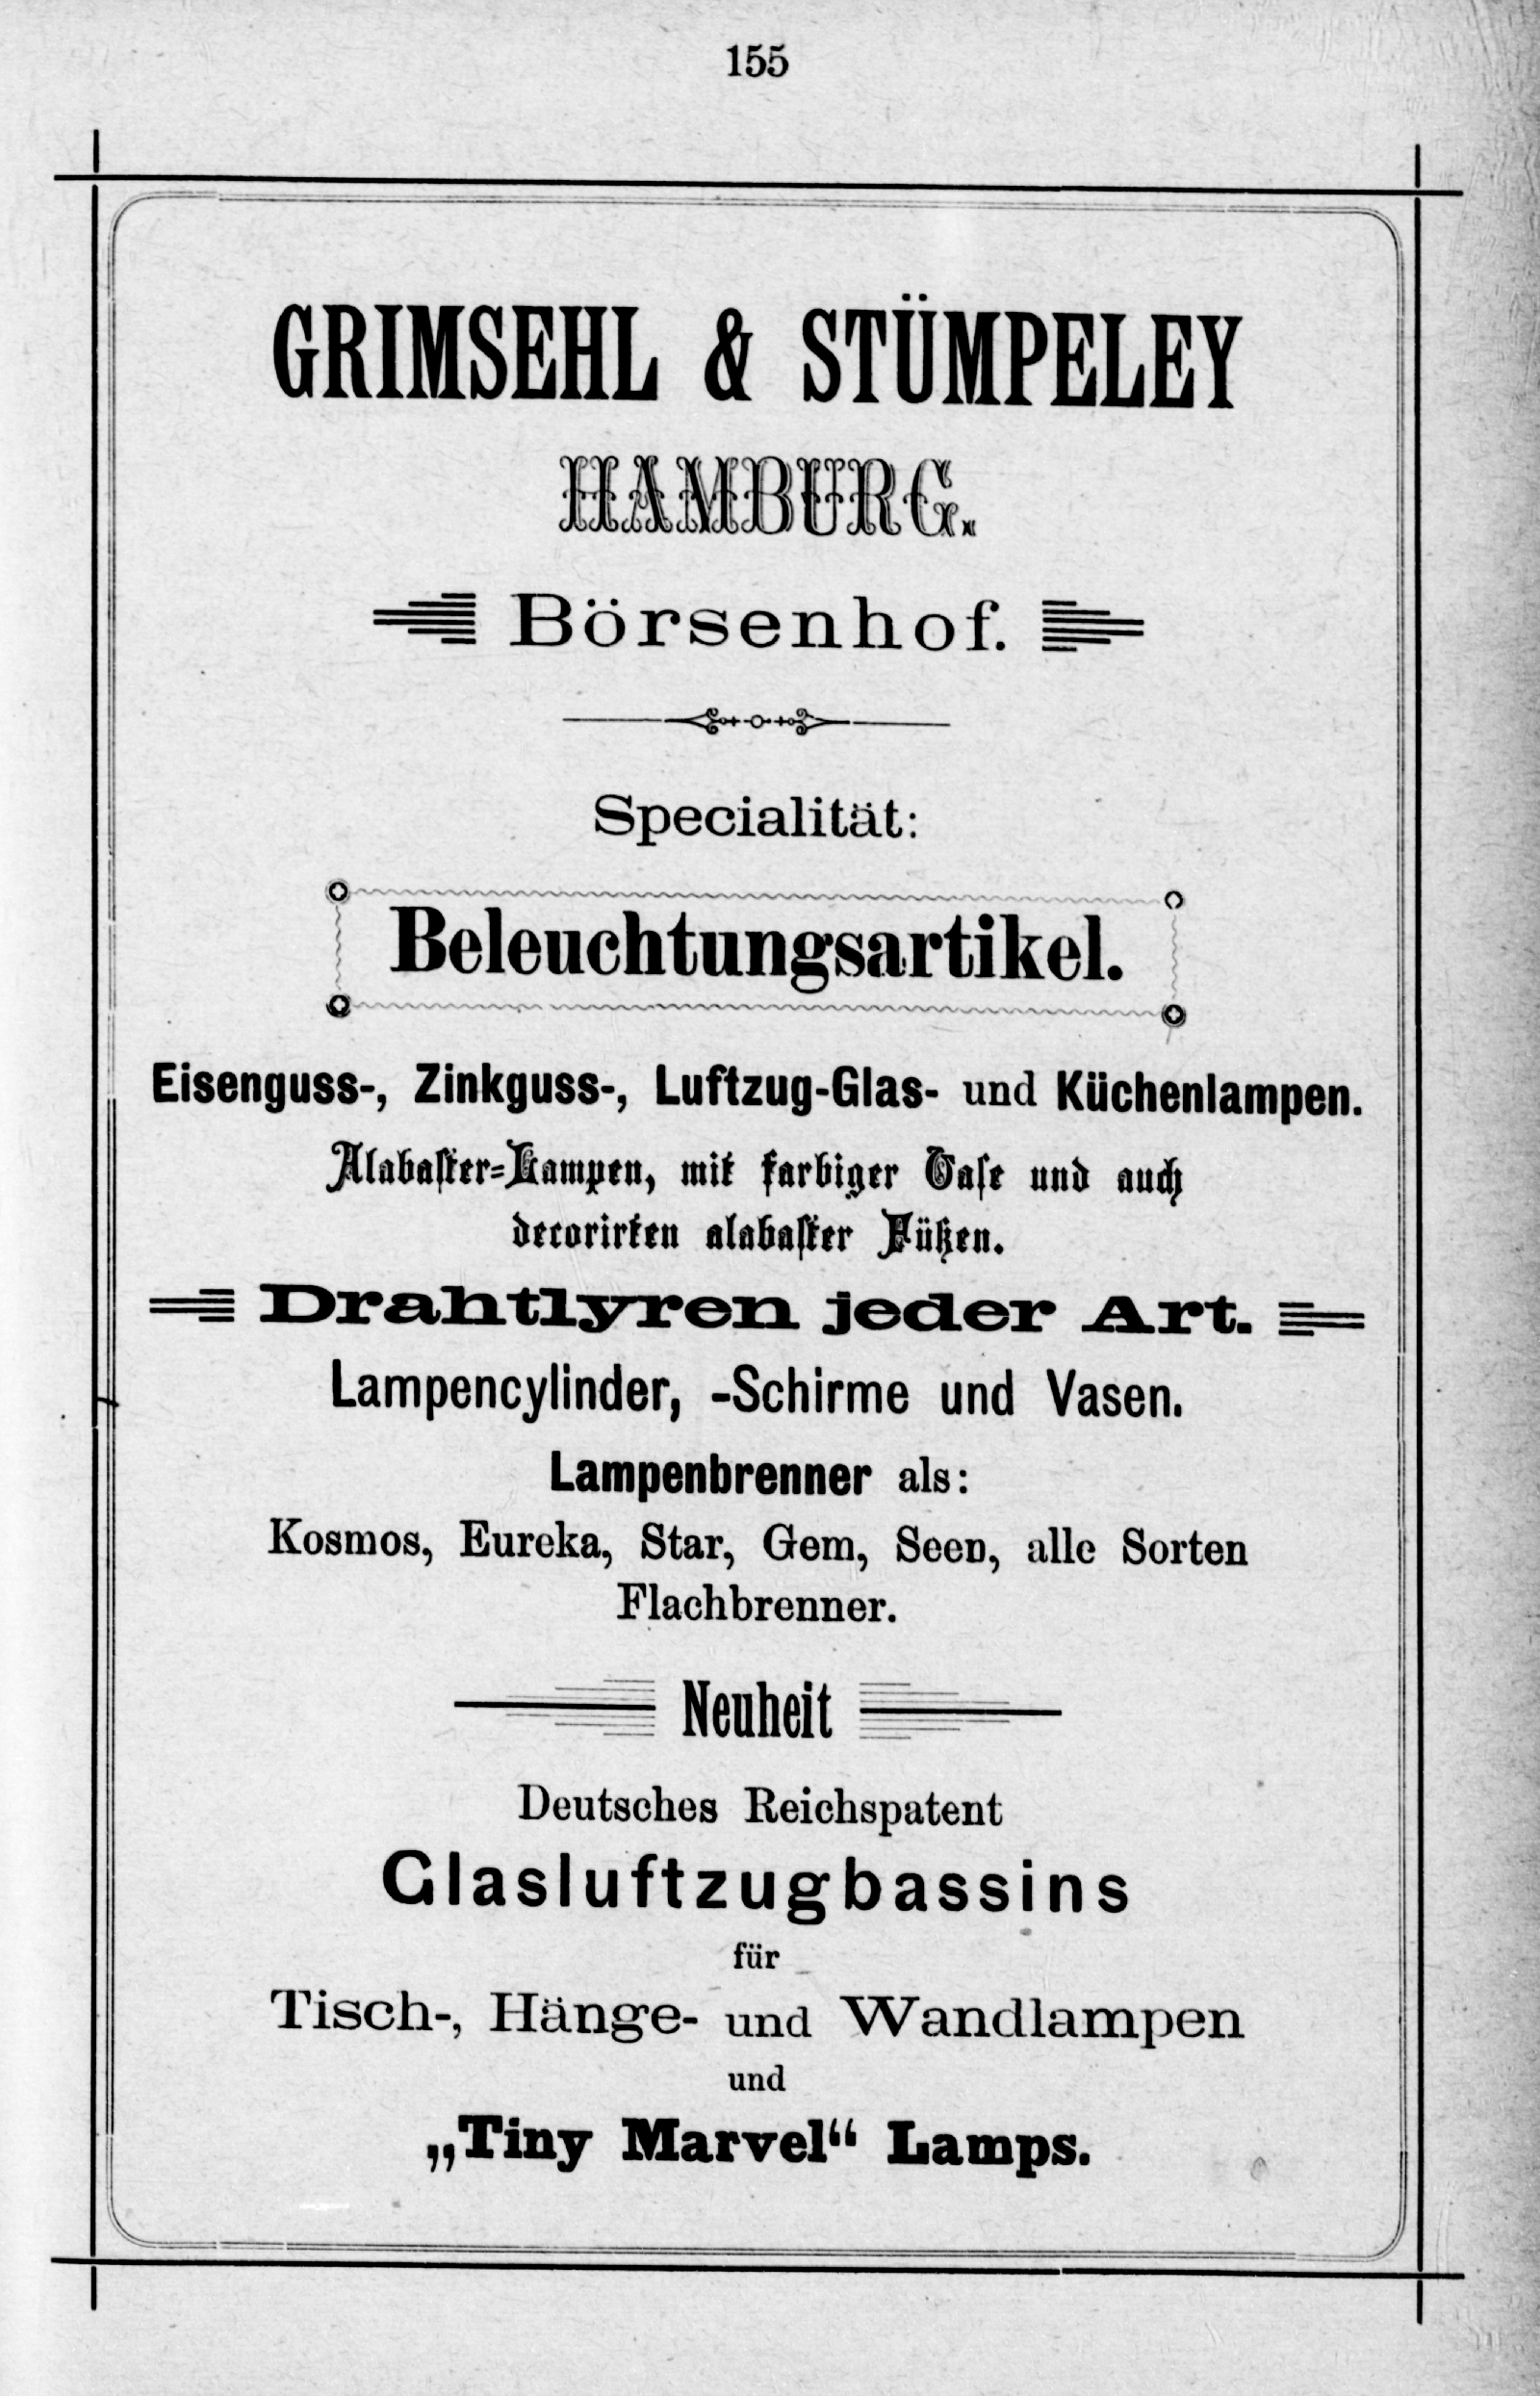 155
GRIMSEHL & STÜMPELEY
HAMBURG.
Börsenhof.
Specialität:
Beleuchtungsartikel.
Eisenguss-, Zinkguss-, Luftzug-Glas- und Küchenlampen.
Alabaſter-Lampen, mit farbiger Vaſe und auch
decorirten alabaſter Füßen.
Drahtlyren jeder Art.
Lampencylinder, -Schirme und Vasen.
Lampenbrenner als:
Kosmos, Eureka, Star, Gem, Seen, alle Sorten
Flachbrenner.
Neuheit
Deutsches Reichspatent
Glasluftzugbassins
für
Tisch-, Hänge- und Wandlampen
und
„Tiny Marvel“ Lamps.